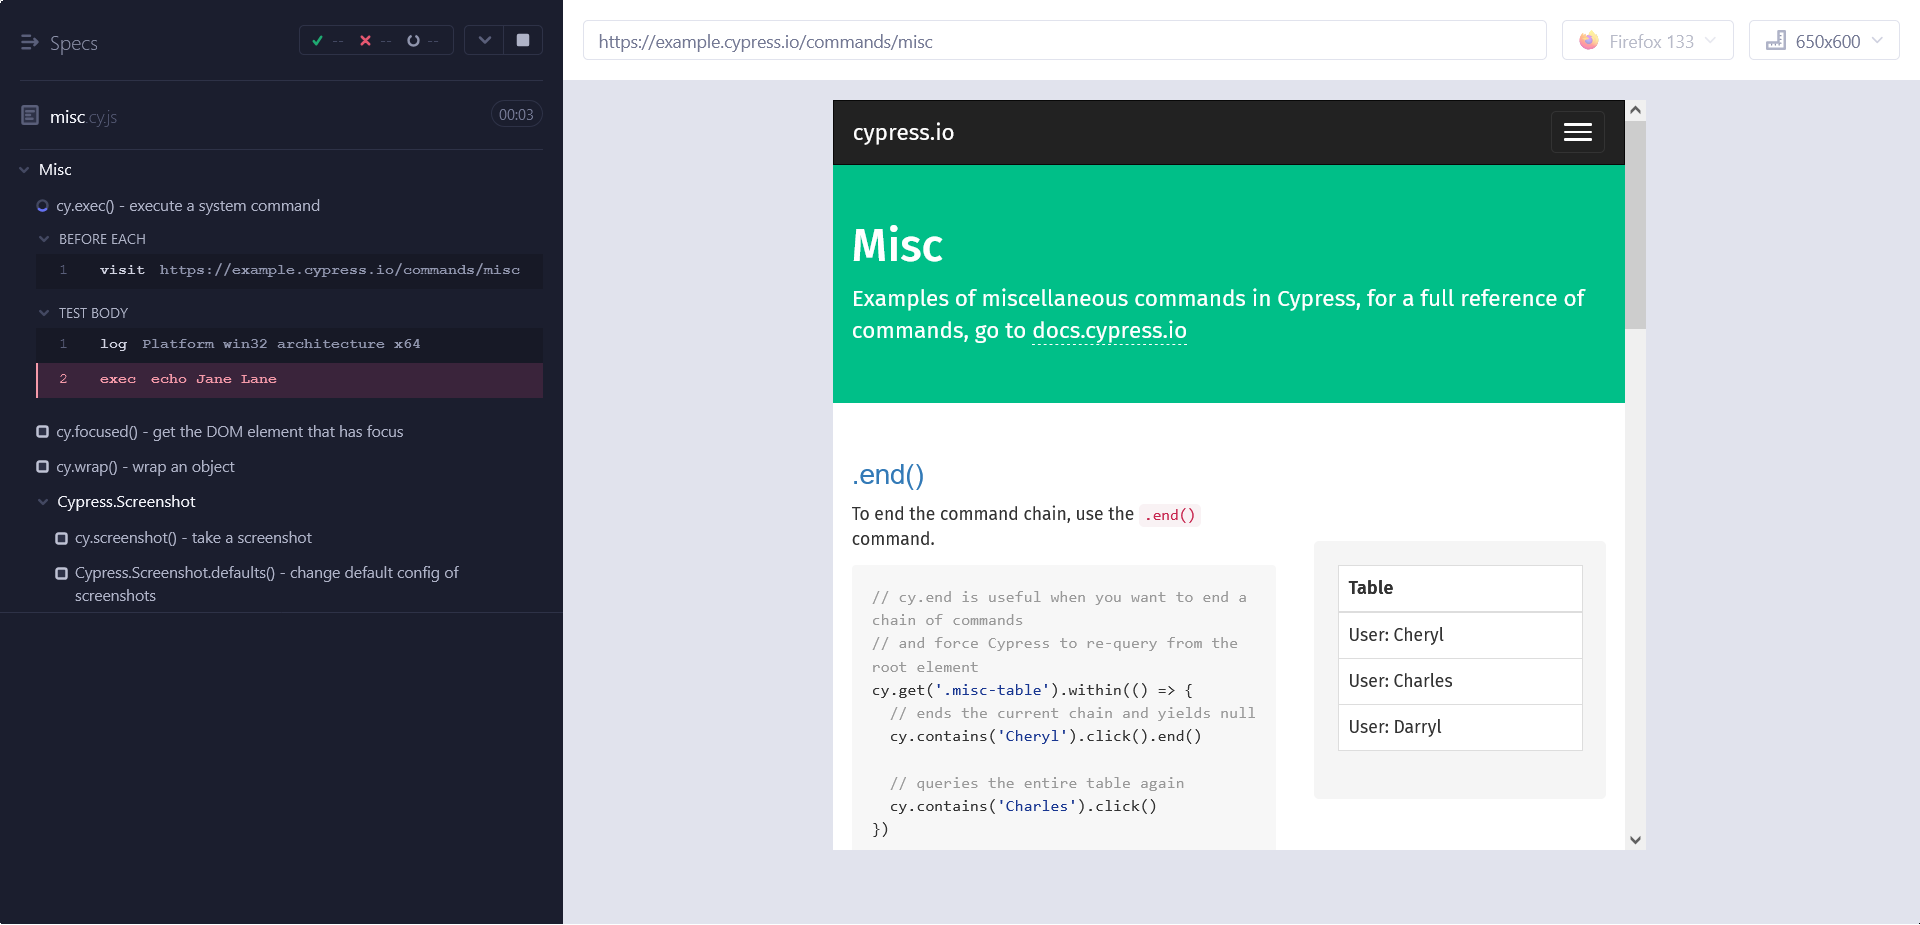 Specs
-- -- --
misc.cy.js
00:03
Misc
cy.exec() - execute a system command
BEFORE EACH
1 visit https://example.cypress.io/commands/misc
TEST BODY
1 log Platform win32 architecture x64
2 exec echo Jane Lane
cy.focused() - get the DOM element that has focus
cy.wrap() - wrap an object
Cypress.Screenshot
cy.screenshot() - take a screenshot
Cypress.Screenshot.defaults() - change default config of
screenshots
https://example.cypress.io/commands/misc
Firefox 133
650x600
cypress.io
Misc
Examples of miscellaneous commands in Cypress, for a full reference of
commands, go to docs.cypress.io
.end()
To end the command chain, use the .end()
command.
// cy.end is useful when you want to end a
chain of commands
// and force Cypress to re-query from the
root element
cy.get('.misc-table').within(() => {
// ends the current chain and yields null
cy.contains('Cheryl').click().end()
// queries the entire table again
cy.contains('Charles').click()
})
Table
User: Cheryl
User: Charles
User: Darryl